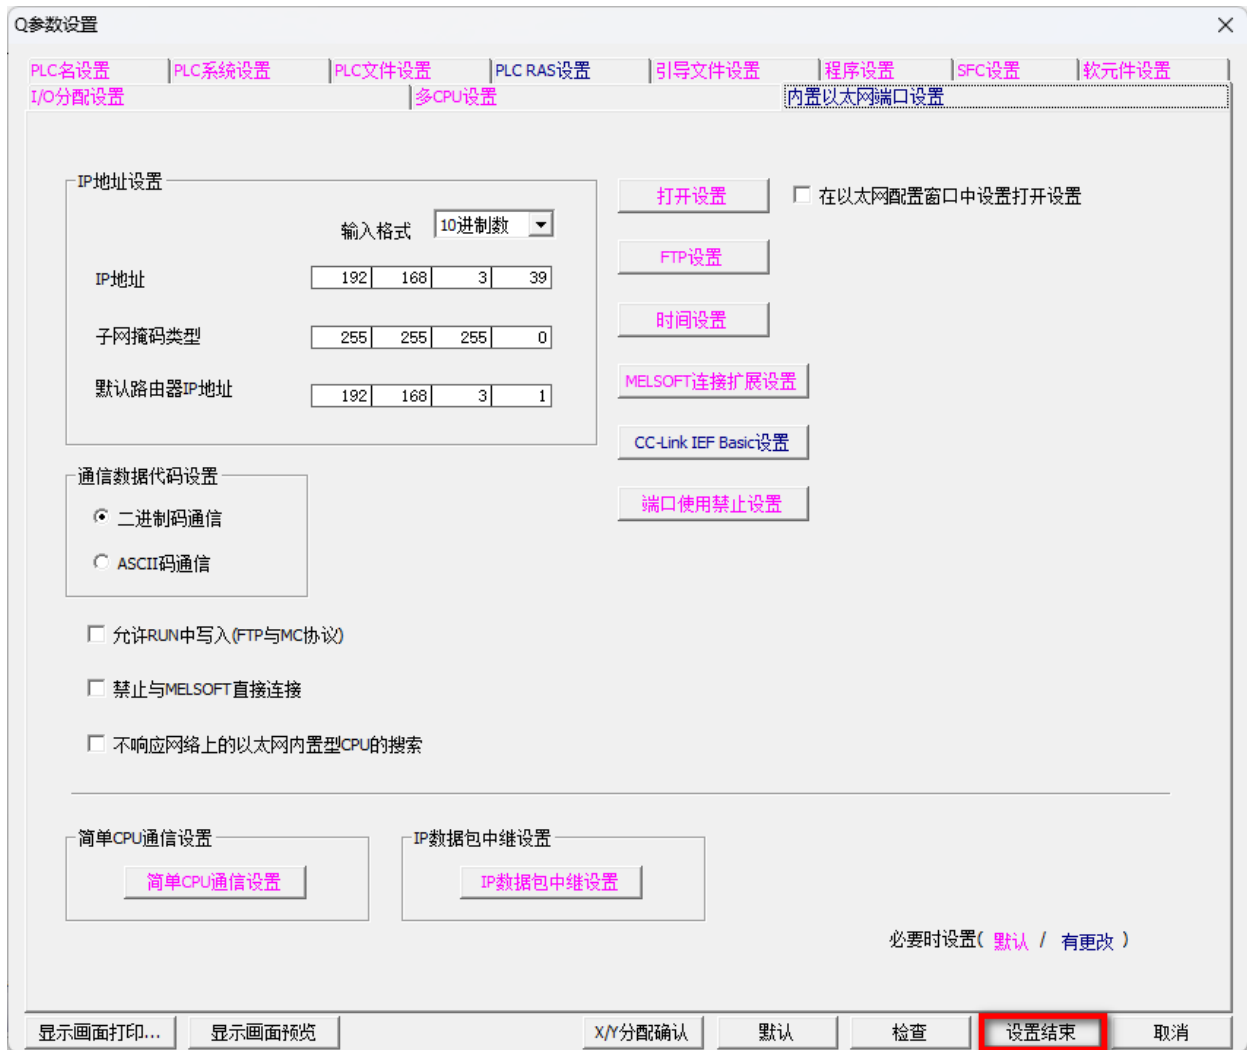 Q参数设置
PLC名设置 PLC系统设置 PLC文件设置 PLC RAS设置 引导文件设置 程序设置 SFC设置 软元件设置
I/O分配设置 多CPU设置 内置以太网端口设置
IP地址设置
输入格式 10进制数
IP地址 192 168 3 39
子网掩码类型 255 255 255 0
默认路由器IP地址 192 168 3 1
打开设置 在以太网配置窗口中设置打开设置
FTP设置
时间设置
MELSOFT连接扩展设置
CC-Link IEF Basic设置
端口使用禁止设置
通信数据代码设置
二进制码通信
ASCII码通信
允许RUN中写入(FTP与MC协议)
禁止与MELSOFT直接连接
不响应网络上的以太网内置型CPU的搜索
简单CPU通信设置
简单CPU通信设置
IP数据包中继设置
IP数据包中继设置
必要时设置( 默认 / 有更改 )
显示画面打印... 显示画面预览 X/Y分配确认 默认 检查 设置结束 取消